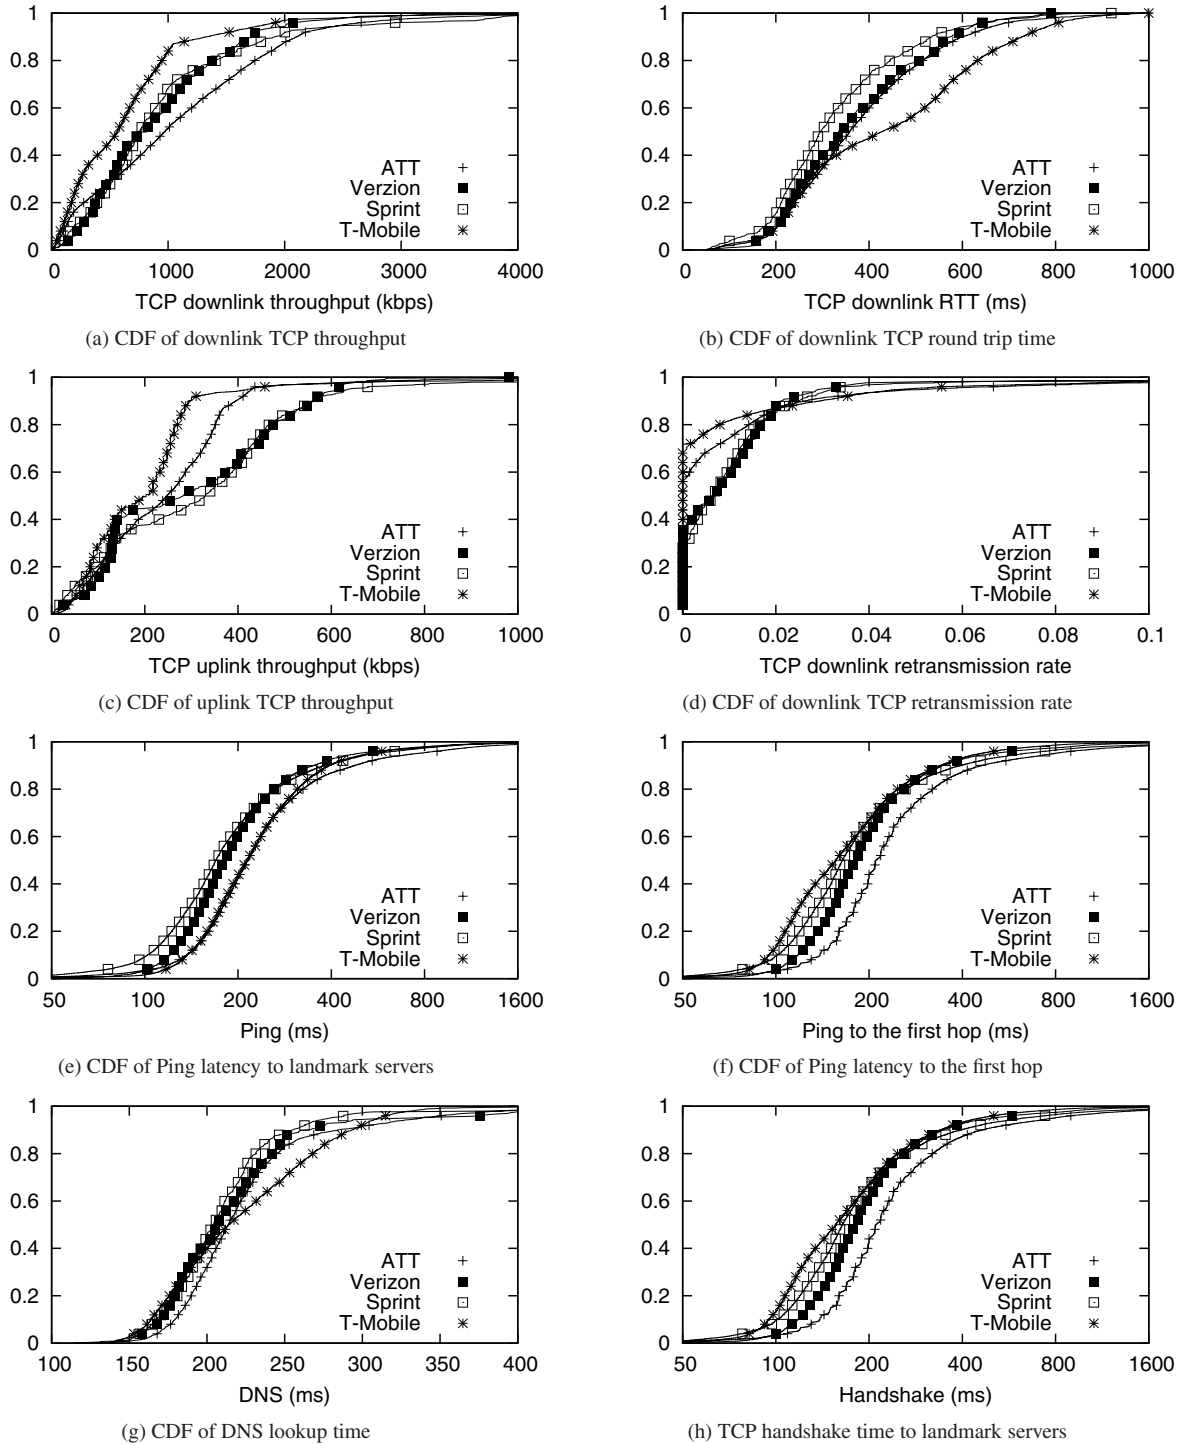 1
0.8
0.6
0.4
0.2
0
ATT
Verzion
Sprint
T-Mobile
0 1000 2000 3000 4000
TCP downlink throughput (kbps)
(a) CDF of downlink TCP throughput
1
0.8
0.6
0.4
0.2
0
ATT
Verzion
Sprint
T-Mobile
0 200 400 600 800 1000
TCP downlink RTT (ms)
(b) CDF of downlink TCP round trip time
1
0.8
0.6
0.4
0.2
0
ATT
Verzion
Sprint
T-Mobile
0 200 400 600 800 1000
TCP uplink throughput (kbps)
(c) CDF of uplink TCP throughput
1
0.8
0.6
0.4
0.2
0
ATT
Verzion
Sprint
T-Mobile
0 0.02 0.04 0.06 0.08 0.1
TCP downlink retransmission rate
(d) CDF of downlink TCP retransmission rate
1
0.8
0.6
0.4
0.2
0
ATT
Verizon
Sprint
T-Mobile
50 100 200 400 800 1600
Ping (ms)
(e) CDF of Ping latency to landmark servers
1
0.8
0.6
0.4
0.2
0
ATT
Verizon
Sprint
T-Mobile
50 100 200 400 800 1600
Ping to the first hop (ms)
(f) CDF of Ping latency to the first hop
1
0.8
0.6
0.4
0.2
0
ATT
Verizon
Sprint
T-Mobile
100 150 200 250 300 350 400
DNS (ms)
(g) CDF of DNS lookup time
1
0.8
0.6
0.4
0.2
0
ATT
Verizon
Sprint
T-Mobile
50 100 200 400 800 1600
Handshake (ms)
(h) TCP handshake time to landmark servers